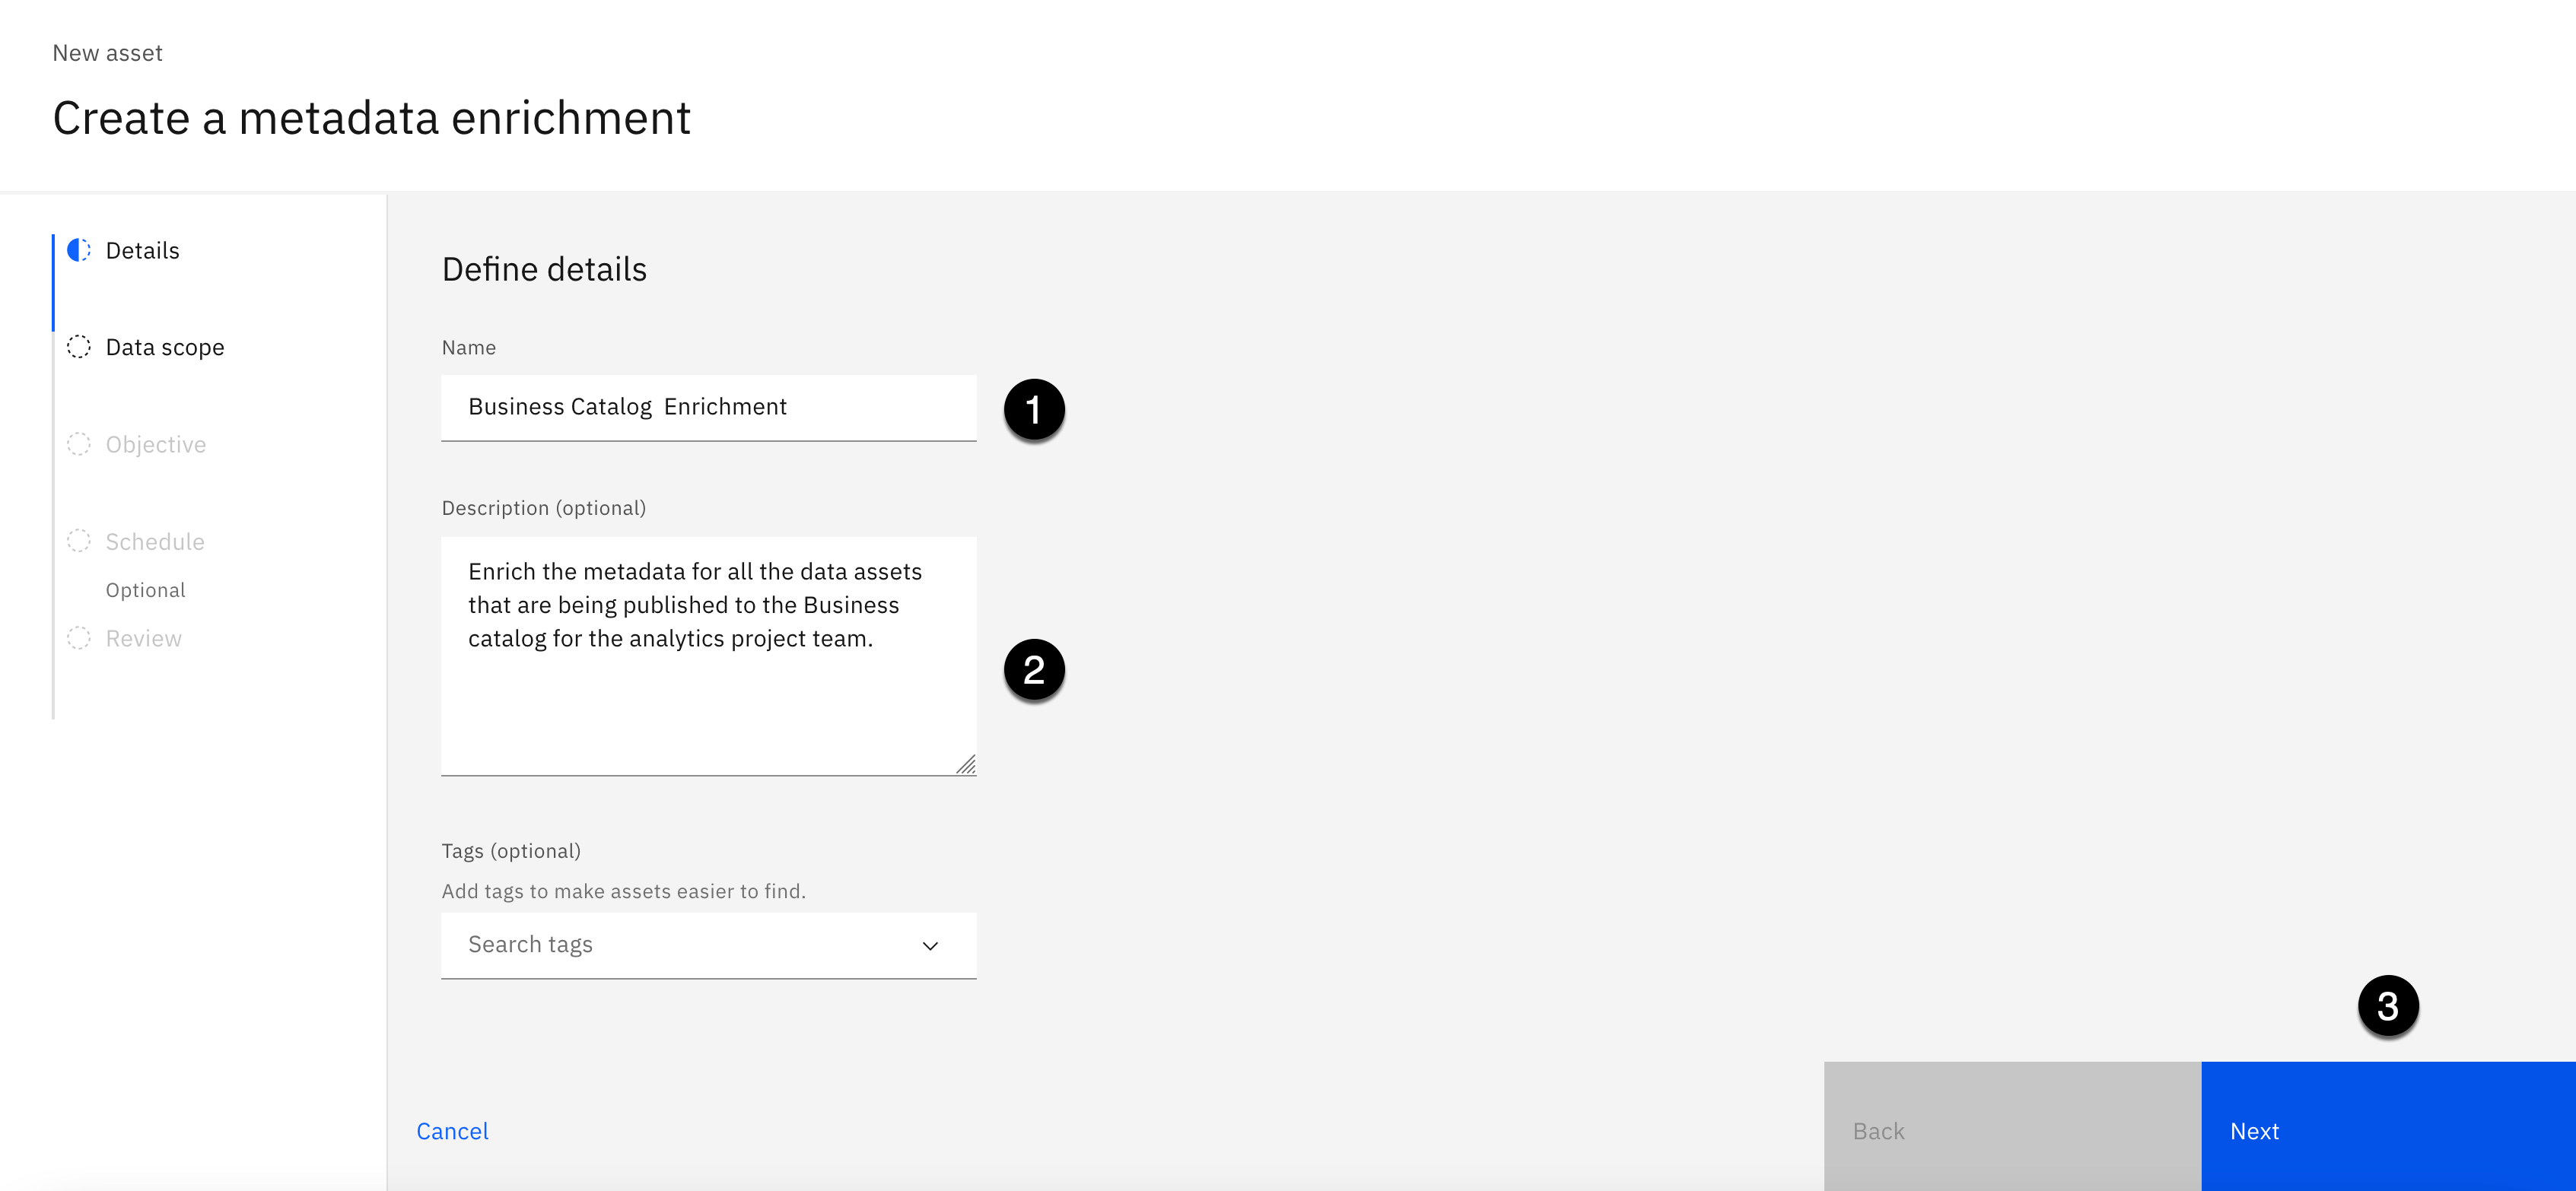 New asset
Create a metadata enrichment
Details
Data scope
Objective
Schedule
Optional
Review
Define details
Name
Business Catalog  Enrichment
1
Description (optional)
Enrich the metadata for all the data assets
that are being published to the Business
catalog for the analytics project team.
2
Tags (optional)
Add tags to make assets easier to find.
Search tags
3
Cancel
Back
Next